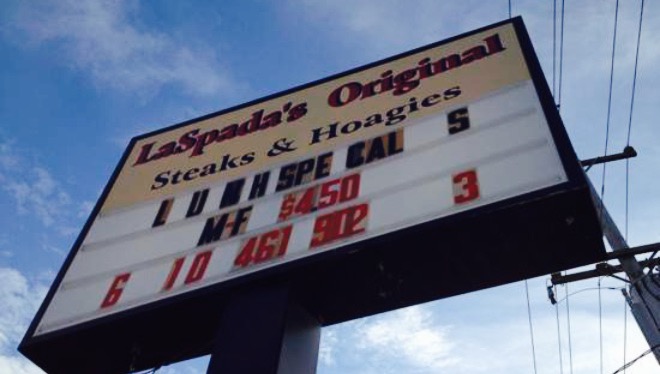 LaSpada's Original
Steaks & Hoagies
L U H SPE CAL S
M-F $4.50 3
6 10 461 902